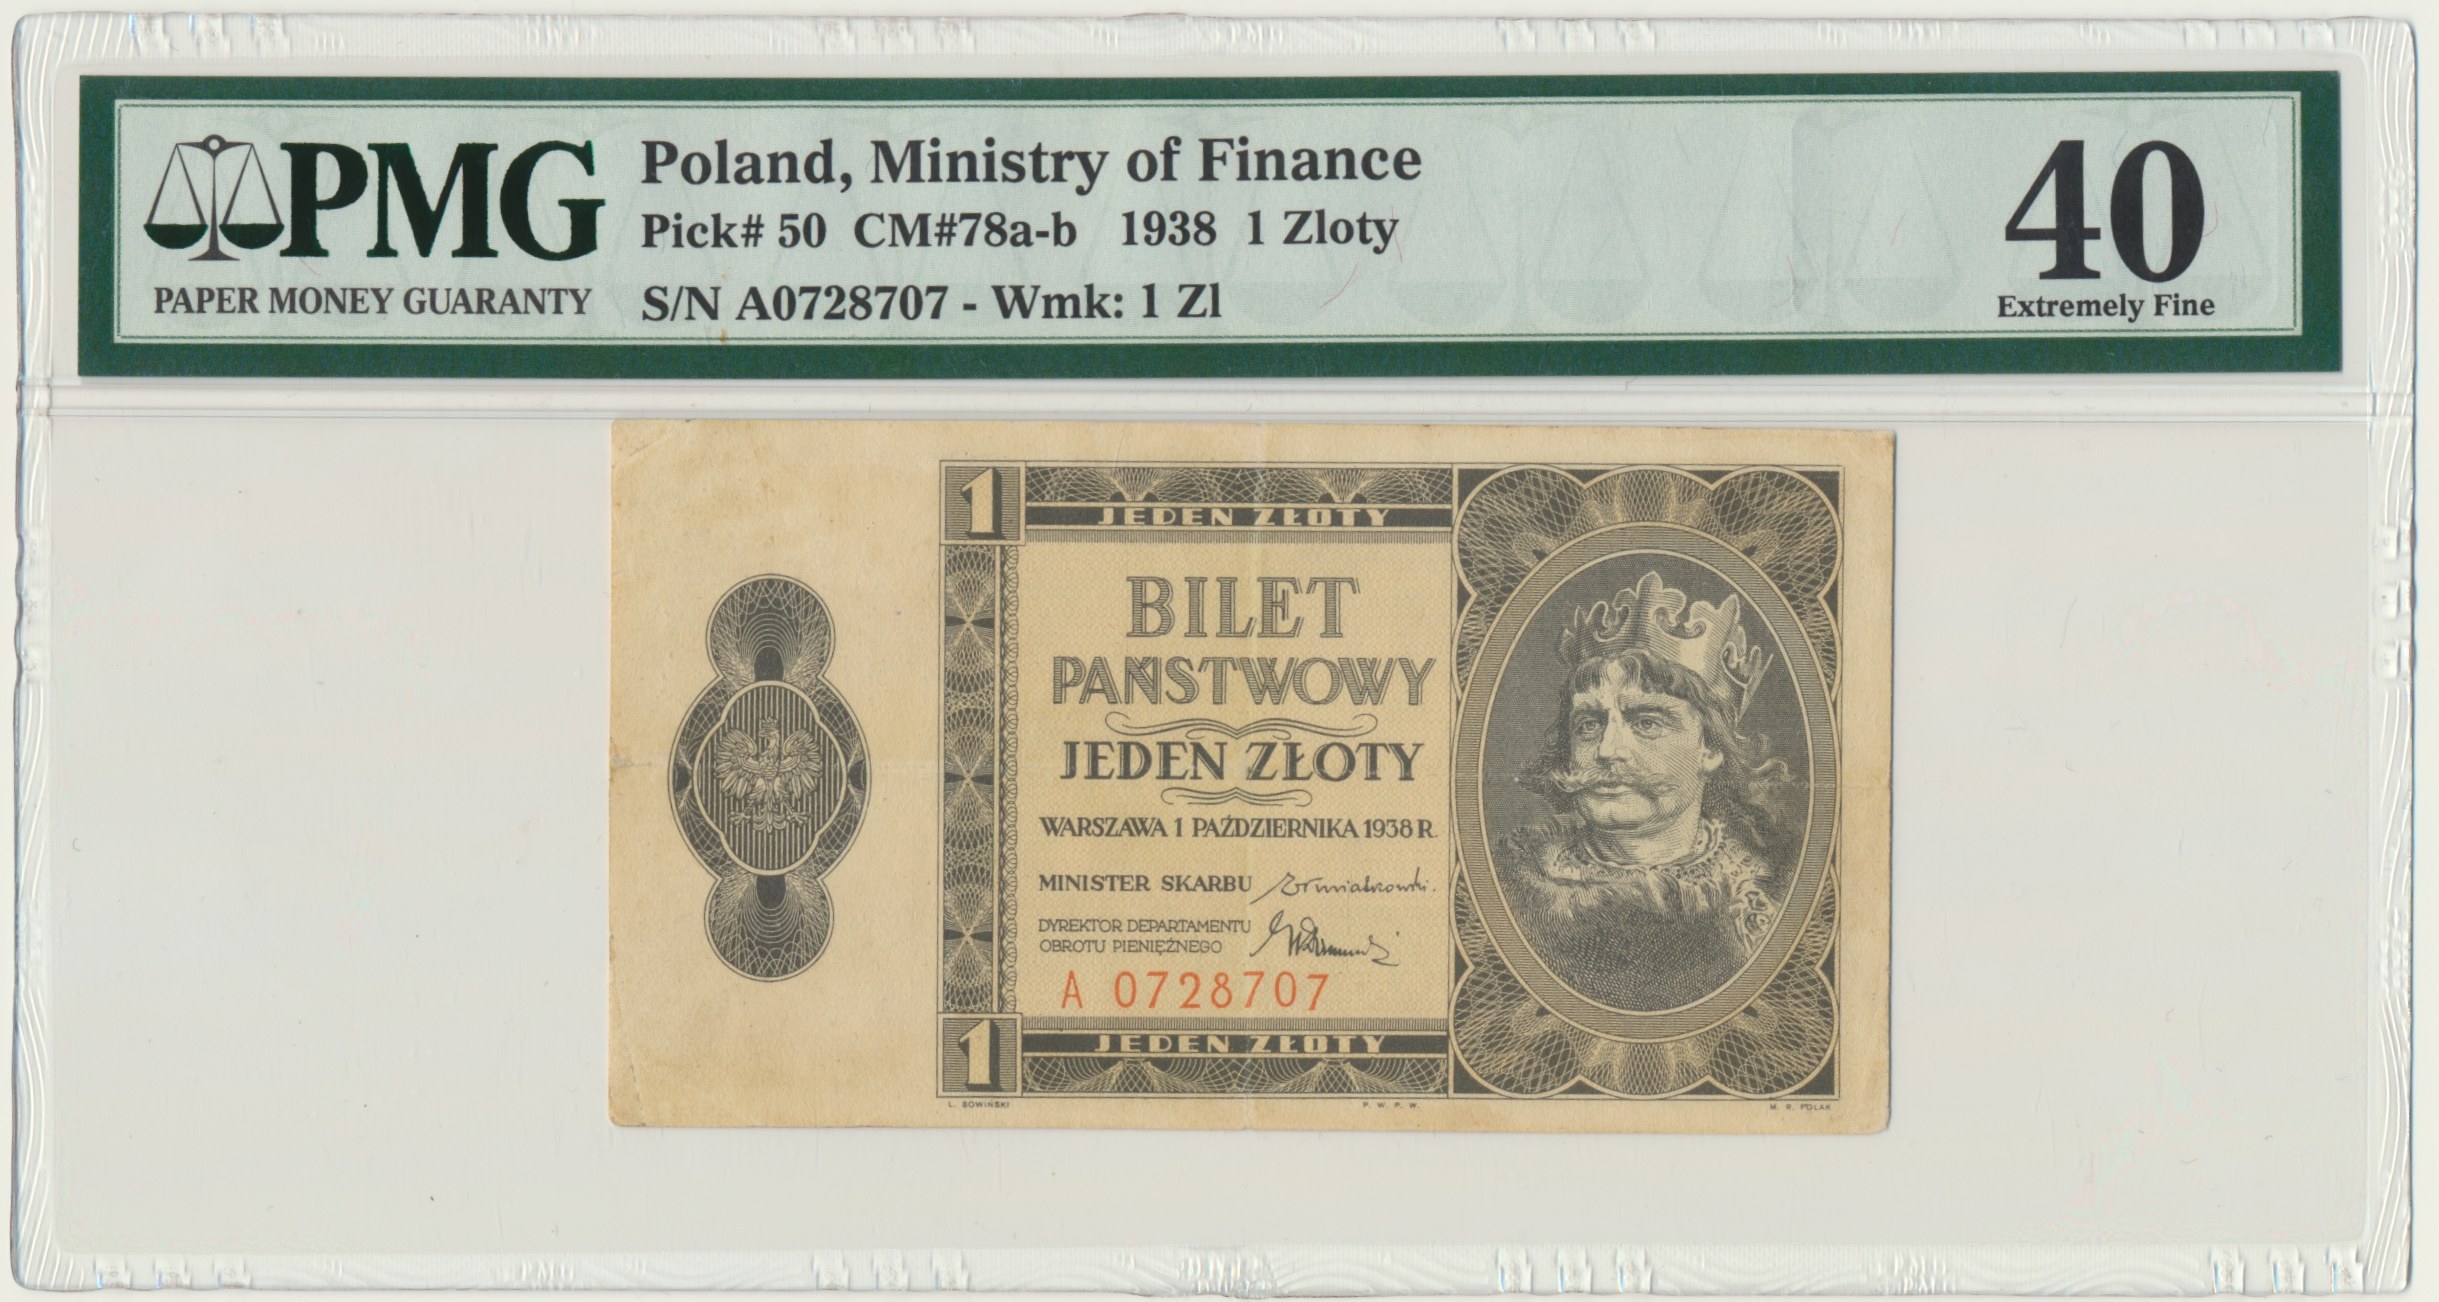 PMG
PAPER MONEY GUARANTY
Poland, Ministry of Finance
Pick# 50 CM#78a-b 1938 1 Zloty
S/N A0728707 - Wmk: 1 Zl
40
Extremely Fine
1
JEDEN ZŁOTY
BILET
PAŃSTWOWY
JEDEN ZŁOTY
WARSZAWA 1 PAŹDZIERNIKA 1938 R.
MINISTER SKARBU
DYREKTOR DEPARTAMENTU
OBROTU PIENIĘŻNEGO
A 0728707
1
JEDEN ZŁOTY
L. SOWIŃSKI
P. W. P. W.
M. R. POLAK